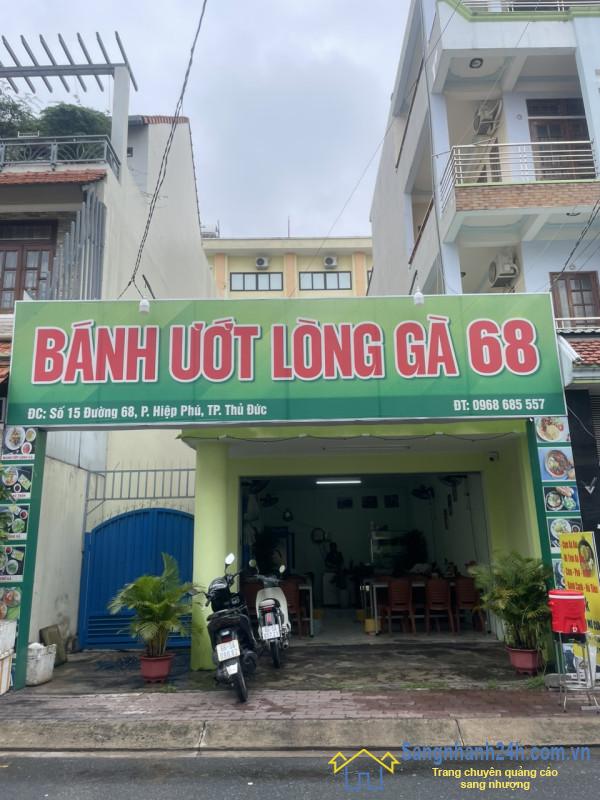 BÁNH ƯỚT LÒNG GÀ 68
ĐC: Số 15 Đường 68, P. Hiệp Phú, TP. Thủ Đức
ĐT: 0968 685 557
Sangnhanh24h.com.vn
Trang chuyên quảng cáo
sang nhượng